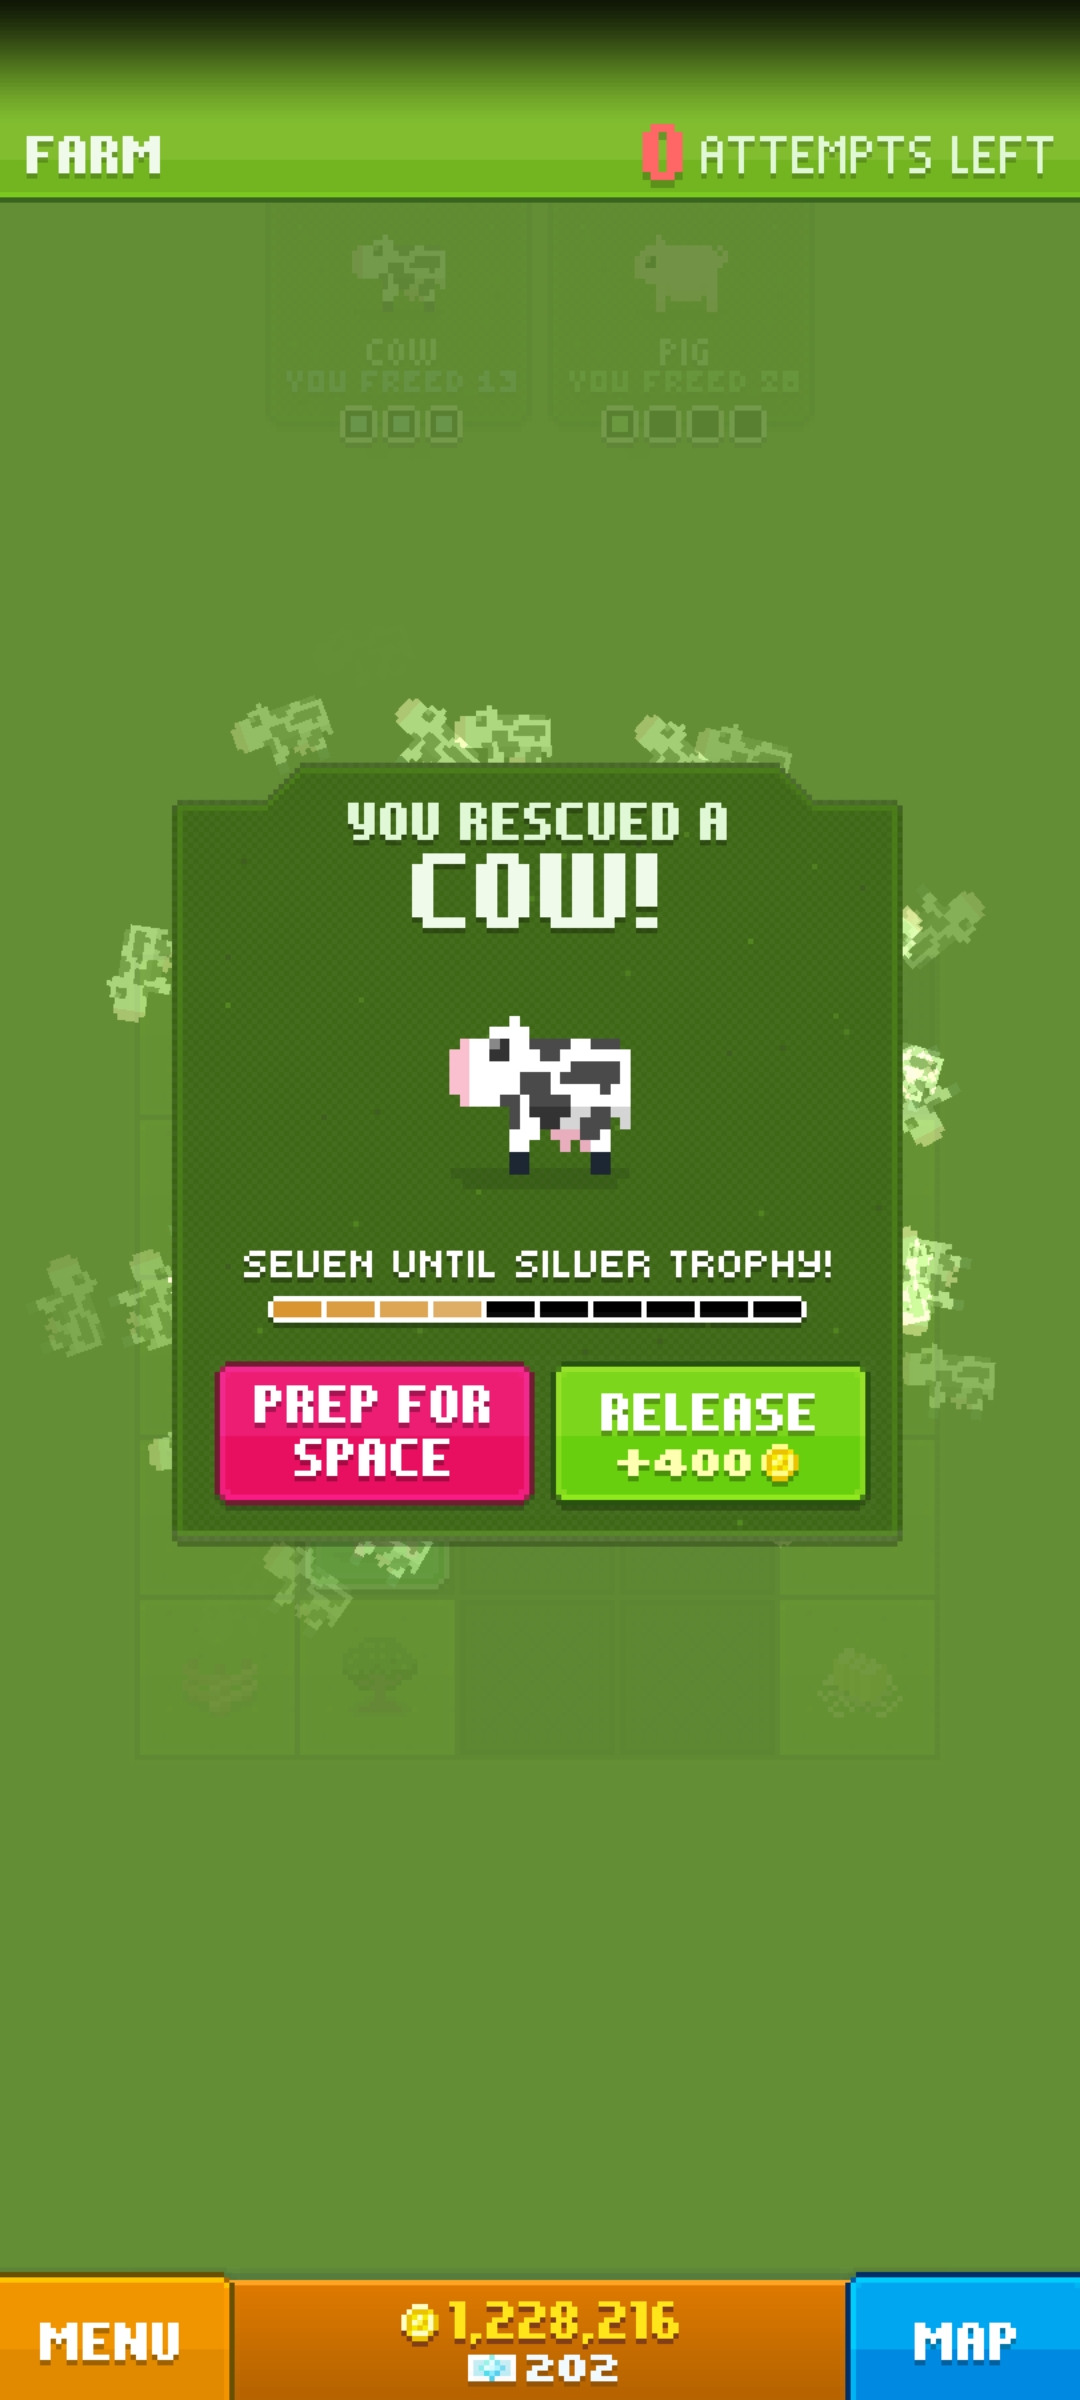 FARM
0 ATTEMPTS LEFT
COW
PIG
YOU FREED 13
YOU FREED 28
YOU RESCUED A
COW!
SEVEN UNTIL SILVER TROPHY!
PREP FOR
SPACE
RELEASE
+400
MENU
1,228,216
202
MAP